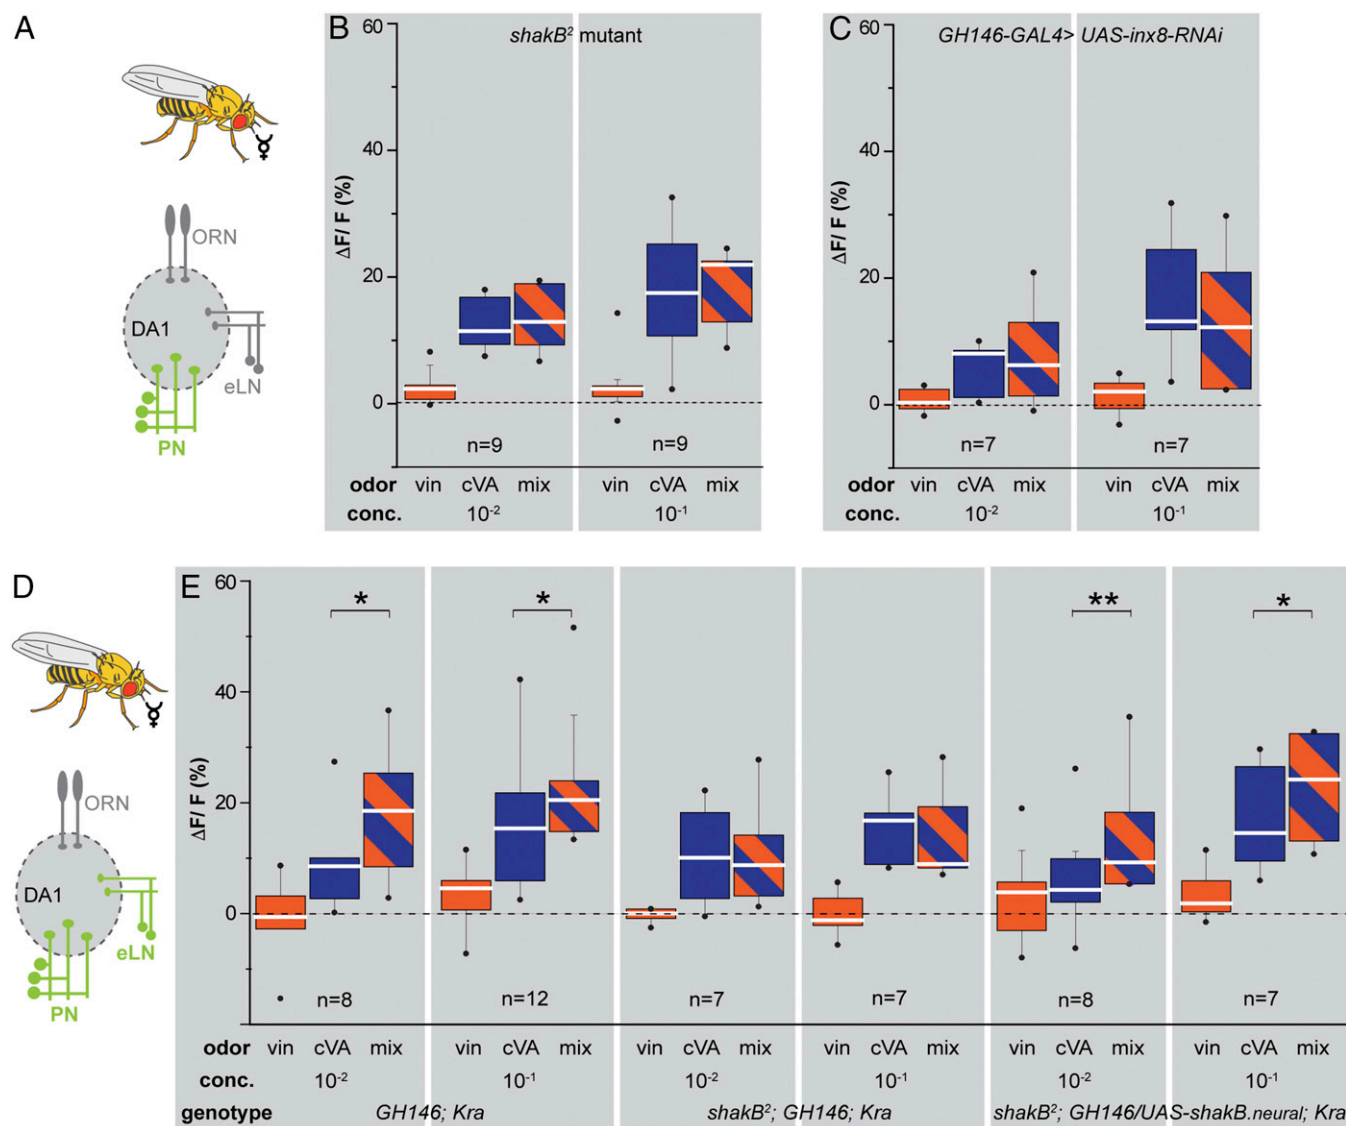 A
ORN
DA1
eLN
PN
B
shakB² mutant
60
40
20
0
60
ΔF/ F (%)
n=9
n=9
odor vin cVA mix vin cVA mix
conc. 10⁻² 10⁻¹
C
GH146-GAL4> UAS-inx8-RNAi
60
40
20
0
60
ΔF/ F (%)
n=7
n=7
odor vin cVA mix vin cVA mix
conc. 10⁻² 10⁻¹
D
ORN
DA1
eLN
PN
E
60
40
20
0
ΔF/ F (%)
* * ** *
n=8 n=12 n=7 n=7 n=8 n=7
odor vin cVA mix vin cVA mix vin cVA mix vin cVA mix vin cVA mix vin cVA mix
conc. 10⁻² 10⁻¹ 10⁻² 10⁻¹ 10⁻² 10⁻¹
genotype GH146; Kra shakB²; GH146; Kra shakB²; GH146/UAS-shakB.neural; Kra